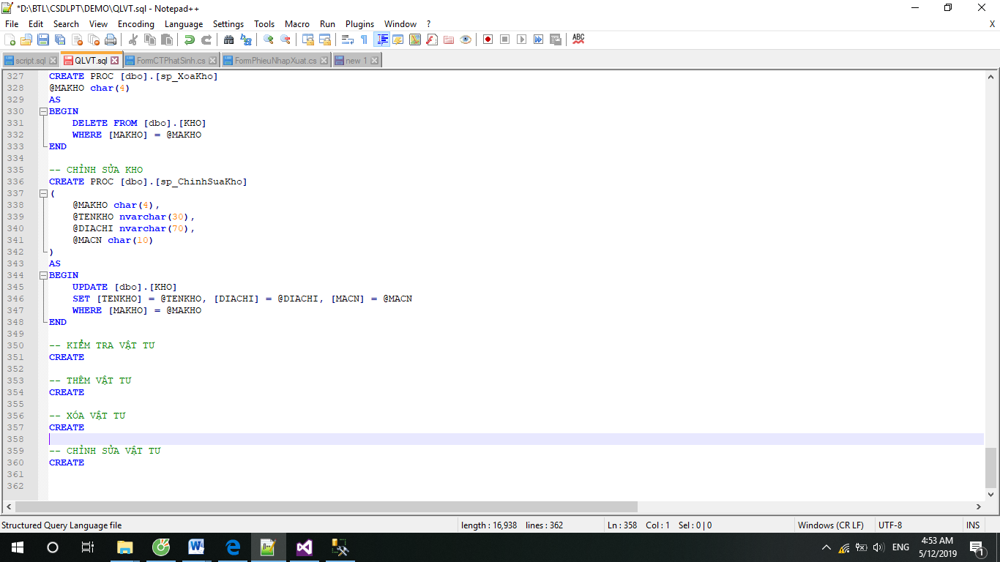 *D:\BTL\CSDLPT\DEMO\QLVT.sql - Notepad++
File Edit Search View Encoding Language Settings Tools Macro Run Plugins Window ? X
script.sql QLVT.sql FormCTPhatSinh.cs FormPhieuNhapXuat.cs new 1
327 CREATE PROC [dbo].[sp_XoaKho]
328 @MAKHO char(4)
329 AS
330 BEGIN
331 DELETE FROM [dbo].[KHO]
332 WHERE [MAKHO] = @MAKHO
333 END
334
335 -- CHỈNH SỬA KHO
336 CREATE PROC [dbo].[sp_ChinhSuaKho]
337 (
338 @MAKHO char(4),
339 @TENKHO nvarchar(30),
340 @DIACHI nvarchar(70),
341 @MACN char(10)
342 )
343 AS
344 BEGIN
345 UPDATE [dbo].[KHO]
346 SET [TENKHO] = @TENKHO, [DIACHI] = @DIACHI, [MACN] = @MACN
347 WHERE [MAKHO] = @MAKHO
348 END
349
350 -- KIỂM TRA VẬT TƯ
351 CREATE
352
353 -- THÊM VẬT TƯ
354 CREATE
355
356 -- XÓA VẬT TƯ
357 CREATE
358
359 -- CHỈNH SỬA VẬT TƯ
360 CREATE
361
362
Structured Query Language file length : 16,938 lines : 362 Ln : 358 Col : 1 Sel : 0 | 0 Windows (CR LF) UTF-8 INS
ENG 4:53 AM
5/12/2019 1